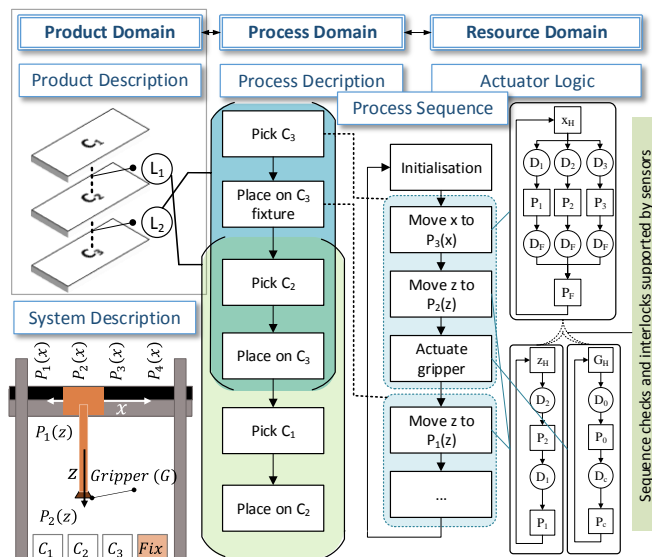 Product Domain
Process Domain
Resource Domain
Product Description
Process Decription
Actuator Logic
Process Sequence
C1
C2
C3
L1
L2
Pick C3
Place on C3
fixture
Pick C2
Place on C3
Pick C1
Place on C2
Initialisation
Move x to
P3(x)
Move z to
P2(z)
Actuate
gripper
Move z to
P1(z)
...
xH
D1 D2 D3
P1 P2 P3
DF DF DF
PF
zH
D2
P2
D1
P1
GH
D0
P0
Dc
Pc
Sequence checks and interlocks supported by sensors
System Description
P1(x) P2(x) P3(x) P4(x)
x
P1(z)
z
Gripper (G)
P2(z)
C1 C2 C3 Fix